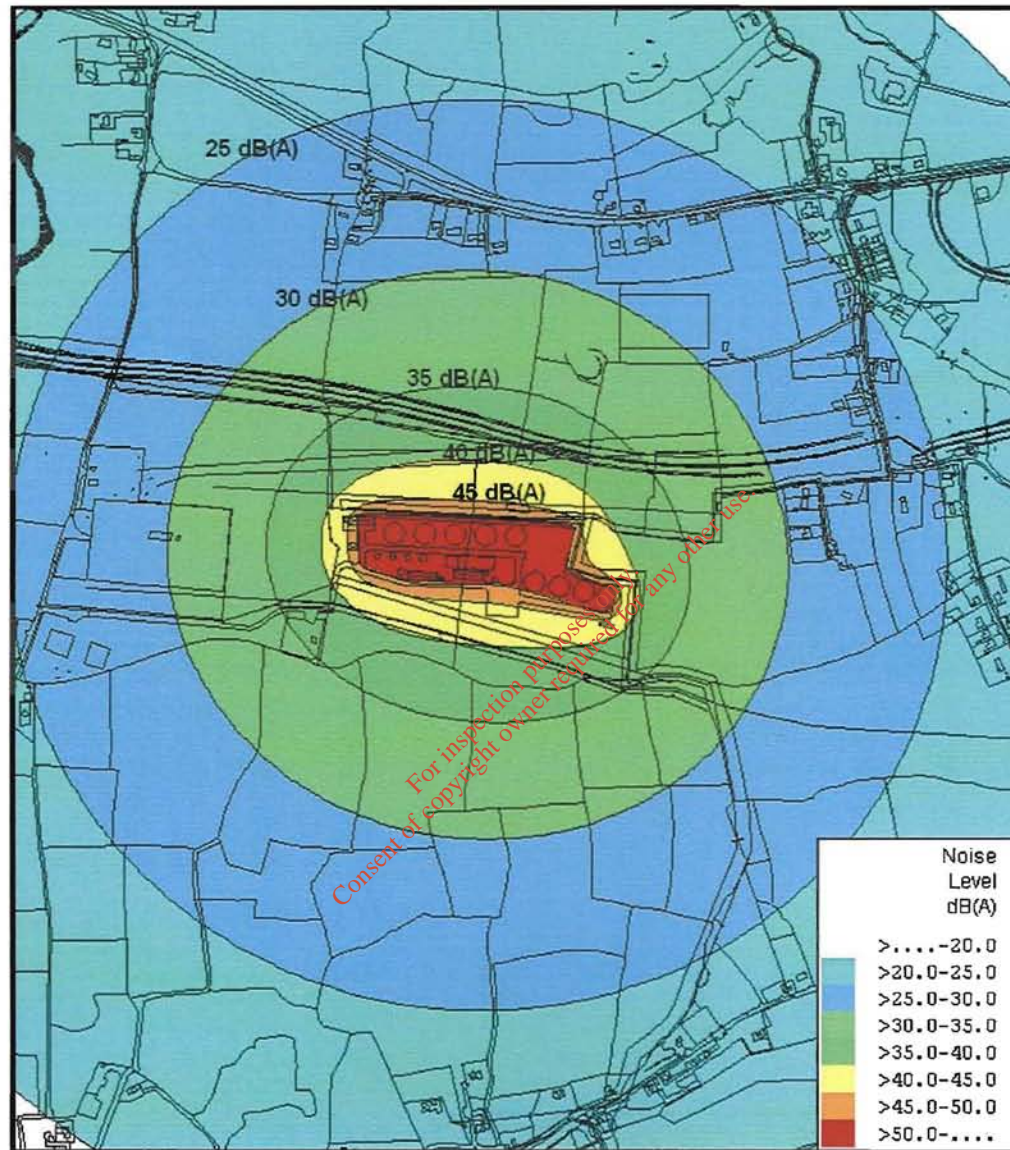 25 dB(A)
30 dB(A)
35 dB(A)
40 dB(A)
45 dB(A)
For inspection purposes only.
Consent of copyright owner required for any other use.
Noise
Level
dB(A)
>....-20.0
>20.0-25.0
>25.0-30.0
>30.0-35.0
>35.0-40.0
>40.0-45.0
>45.0-50.0
>50.0-....